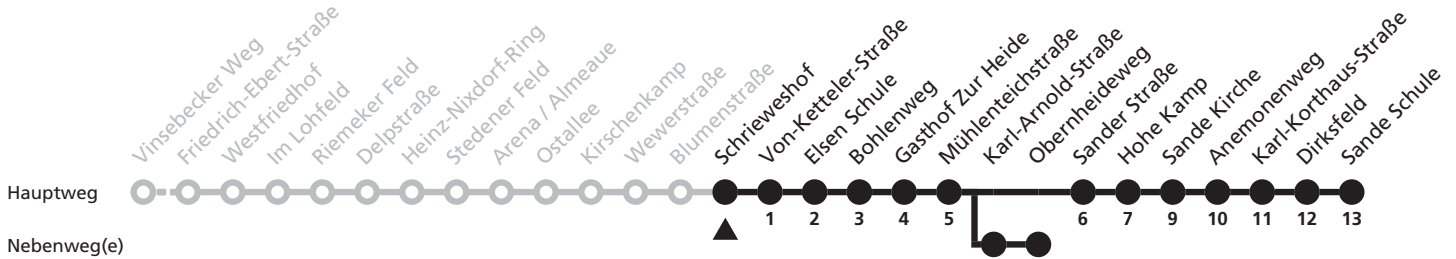 Vinsebecker Weg
Friedrich-Ebert-Straße
Westfriedhof
Im Lohfeld
Riemeker Feld
Delpstraße
Heinz-Nixdorf-Ring
Stedener Feld
Arena / Almeaue
Ostallee
Kirschenkamp
Wewerstraße
Blumenstraße
Schrieweshof
Von-Ketteler-Straße
Elsen Schule
Bohlenweg
Gasthof Zur Heide
Mühlenteichstraße
Karl-Arnold-Straße
Obernheideweg
Sander Straße
Hohe Kamp
Sande Kirche
Anemonenweg
Karl-Korthaus-Straße
Dirksfeld
Sande Schule
Hauptweg
1 2 3 4 5 6 7 9 10 11 12 13
Nebenweg(e)